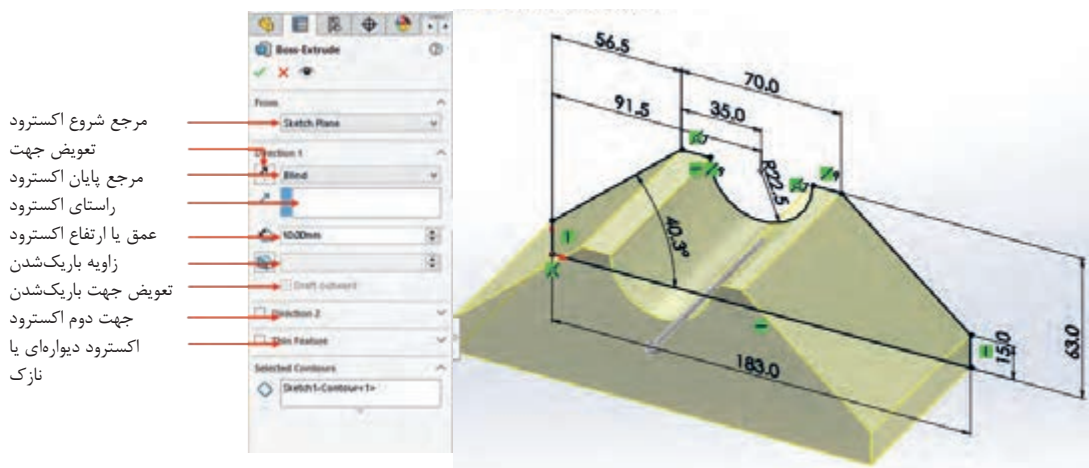 Boss-Extrude
From
Sketch Plane
Direction 1
Blind
10.00mm
Draft outward
Direction 2
Thin Feature
Selected Contours
Sketch1-Contour<1>
مرجع شروع اکسترود
تعویض جهت
مرجع پایان اکسترود
راستای اکسترود
عمق یا ارتفاع اکسترود
زاویه باریک‌شدن
تعویض جهت باریک‌شدن
جهت دوم اکسترود
اکسترود دیواره‌ای یا
نازک
56.5
70.0
91.5
35.0
R22.5
40.3°
183.0
15.0
63.0